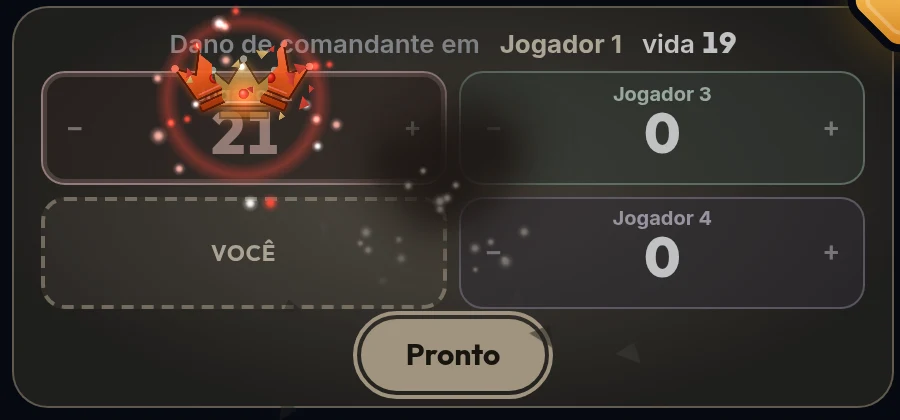 Dano de comandante em Jogador 1 vida 19
Jogador 3
− 21 + − 0 +
Jogador 4
VOCÊ − 0 +
Pronto